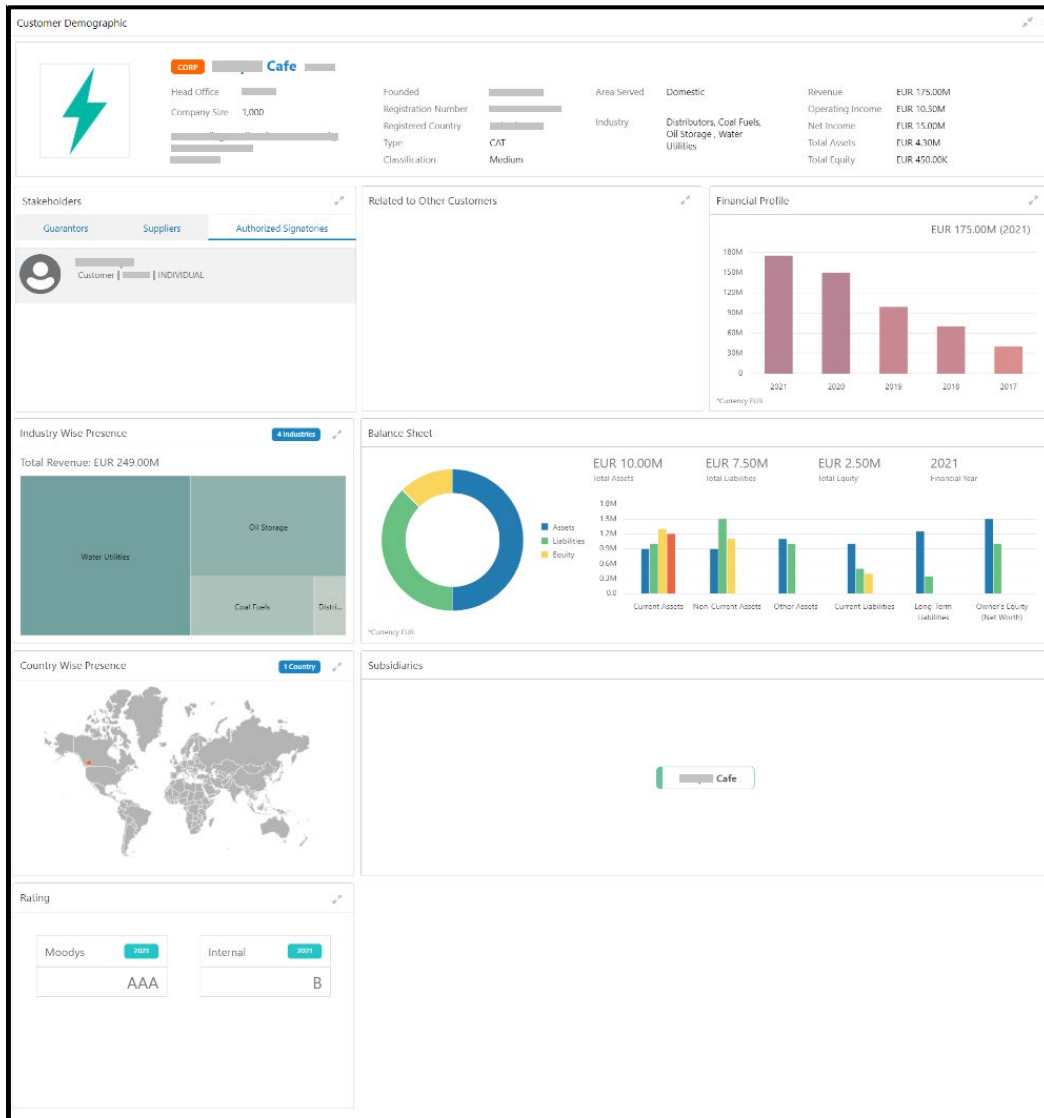 Customer Demographic
CORP Cafe
Head Office
Company Size 1,000
Founded
Registration Number
Registered Country
Type CAT
Classification Medium
Area Served Domestic
Industry Distributors, Coal Fuels,
Oil Storage , Water
Utilities
Revenue EUR 175.00M
Operating Income EUR 10.30M
Net Income EUR 15.00M
Total Assets EUR 4.30M
Total Equity EUR 450.00K
Stakeholders
Guarantors Suppliers Authorized Signatories
Customer | | INDIVIDUAL
Related to Other Customers
Financial Profile
EUR 175.00M (2021)
180M
150M
120M
90M
60M
30M
0
2021 2020 2019 2018 2017
*Currency EUR
Industry Wise Presence 4 Industries
Total Revenue: EUR 249.00M
Water Utilities
Oil Storage
Coal Fuels
Distri...
Balance Sheet
Assets
Liabilities
Equity
*Currency EUR
EUR 10.00M EUR 7.50M EUR 2.50M 2021
Total Assets Total Liabilities Total Equity Financial Year
1.8M
1.5M
1.2M
0.9M
0.6M
0.3M
0.0
Current Assets Non-Current Assets Other Assets Current Liabilities Long-Term Owner's Equity
Liabilities (Net Worth)
Country Wise Presence 1 Country
Subsidiaries
Cafe
Rating
Moodys 2021
AAA
Internal 2021
B